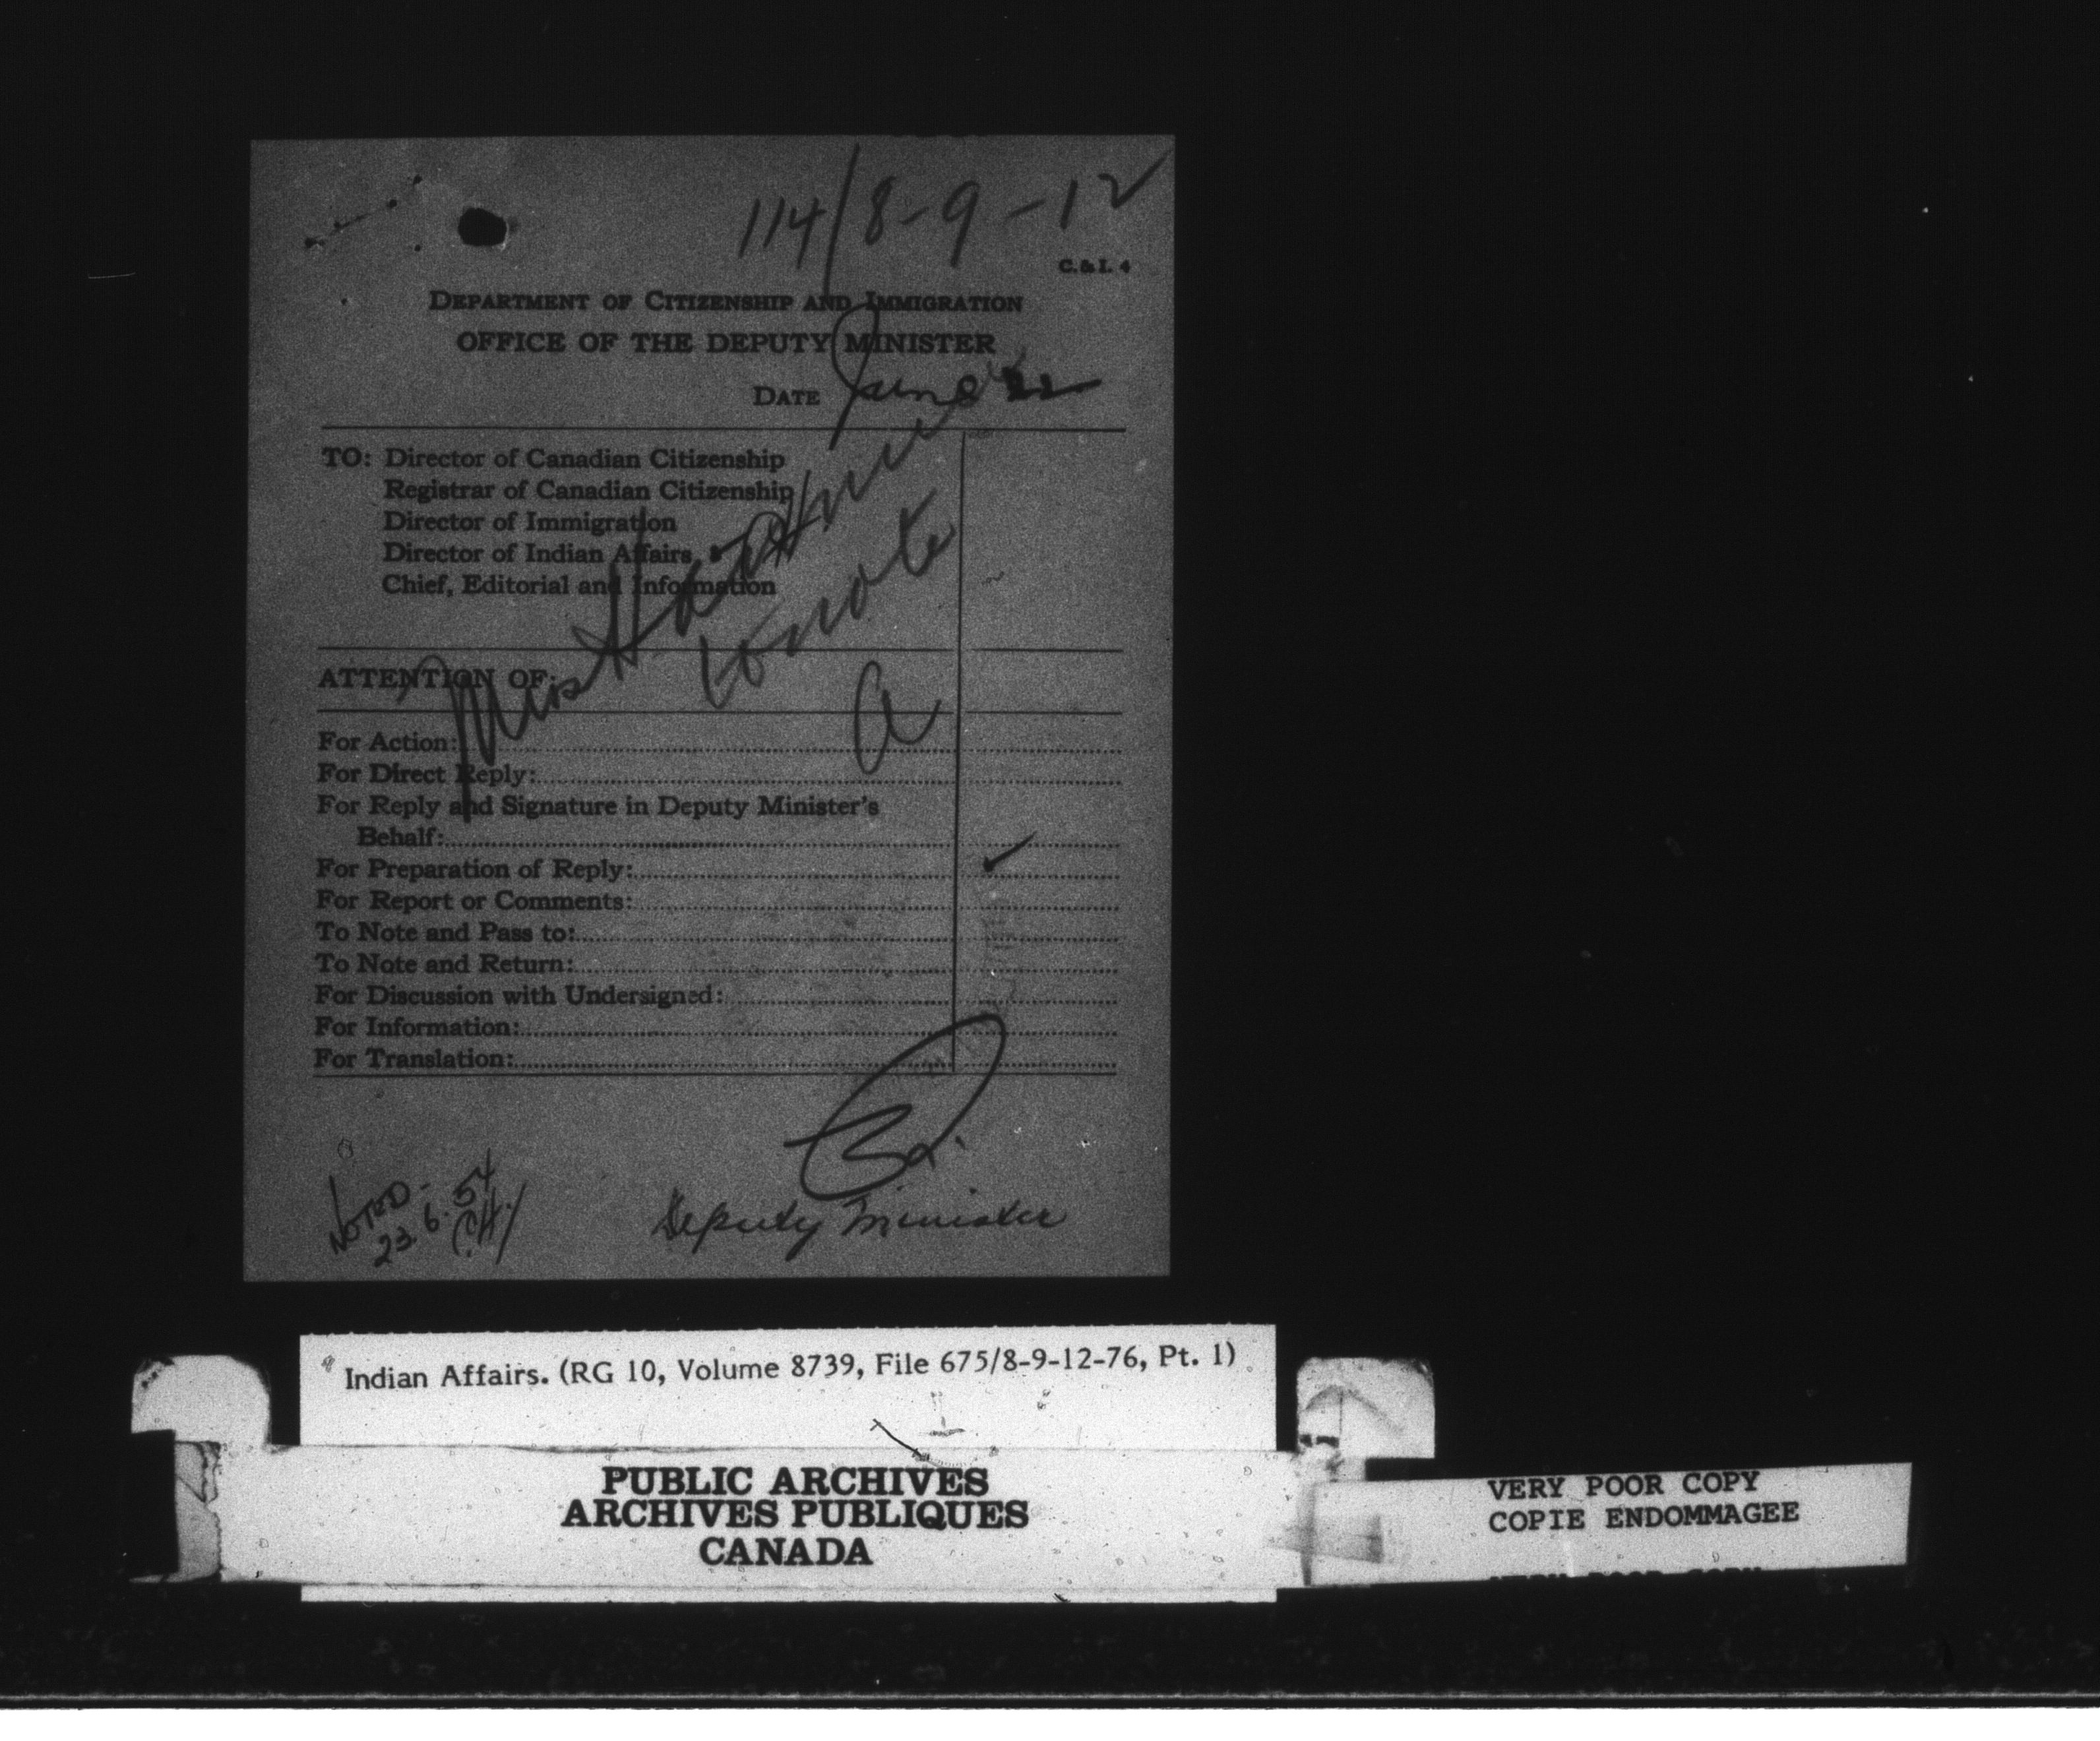 114/8-9-12
C.&I. 4
DEPARTMENT OF CITIZENSHIP AND IMMIGRATION
OFFICE OF THE DEPUTY MINISTER
DATE June 22
TO: Director of Canadian Citizenship
Registrar of Canadian Citizenship
Director of Immigration
Director of Indian Affairs
Chief, Editorial and Information
to note
ATTENTION OF:
Miss
For Action:
For Direct Reply:
For Reply and Signature in Deputy Minister's
Behalf:
For Preparation of Reply: ✓
For Report or Comments:
To Note and Pass to:
To Note and Return:
For Discussion with Undersigned:
For Information:
For Translation:
NOTED-
23.6.54
C.H.
Deputy Minister
Indian Affairs. (RG 10, Volume 8739, File 675/8-9-12-76, Pt. 1)
PUBLIC ARCHIVES
ARCHIVES PUBLIQUES
CANADA
VERY POOR COPY
COPIE ENDOMMAGEE